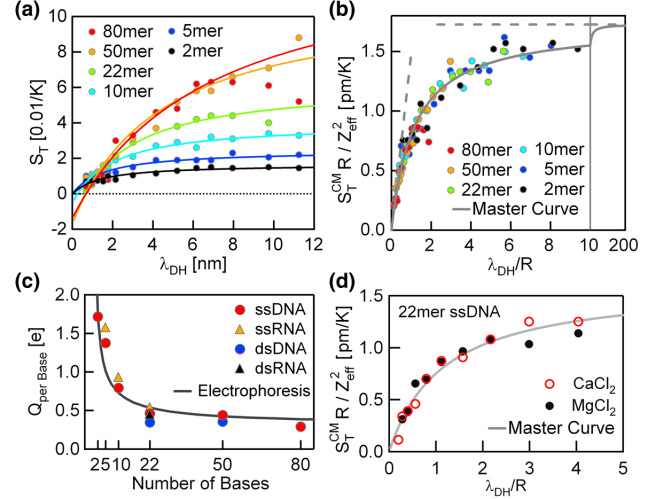 (a)
S_T [0.01/K]
8
6
4
2
0
80mer
50mer
22mer
10mer
5mer
2mer
0 2 4 6 8 10 12
λ_DH [nm]
(b)
S_T^CM R / Z_eff^2 [pm/K]
1.5
1.0
0.5
0.0
80mer
50mer
22mer
10mer
5mer
2mer
Master Curve
0 2 4 6 8 10 200
λ_DH/R
(c)
Q_per Base [e]
2.0
1.5
1.0
0.5
0.0
ssDNA
ssRNA
dsDNA
dsRNA
Electrophoresis
2 5 10 22 50 80
Number of Bases
(d)
S_T^CM R / Z_eff^2 [pm/K]
1.5
1.0
0.5
0.0
22mer ssDNA
CaCl_2
MgCl_2
Master Curve
0 1 2 3 4 5
λ_DH/R